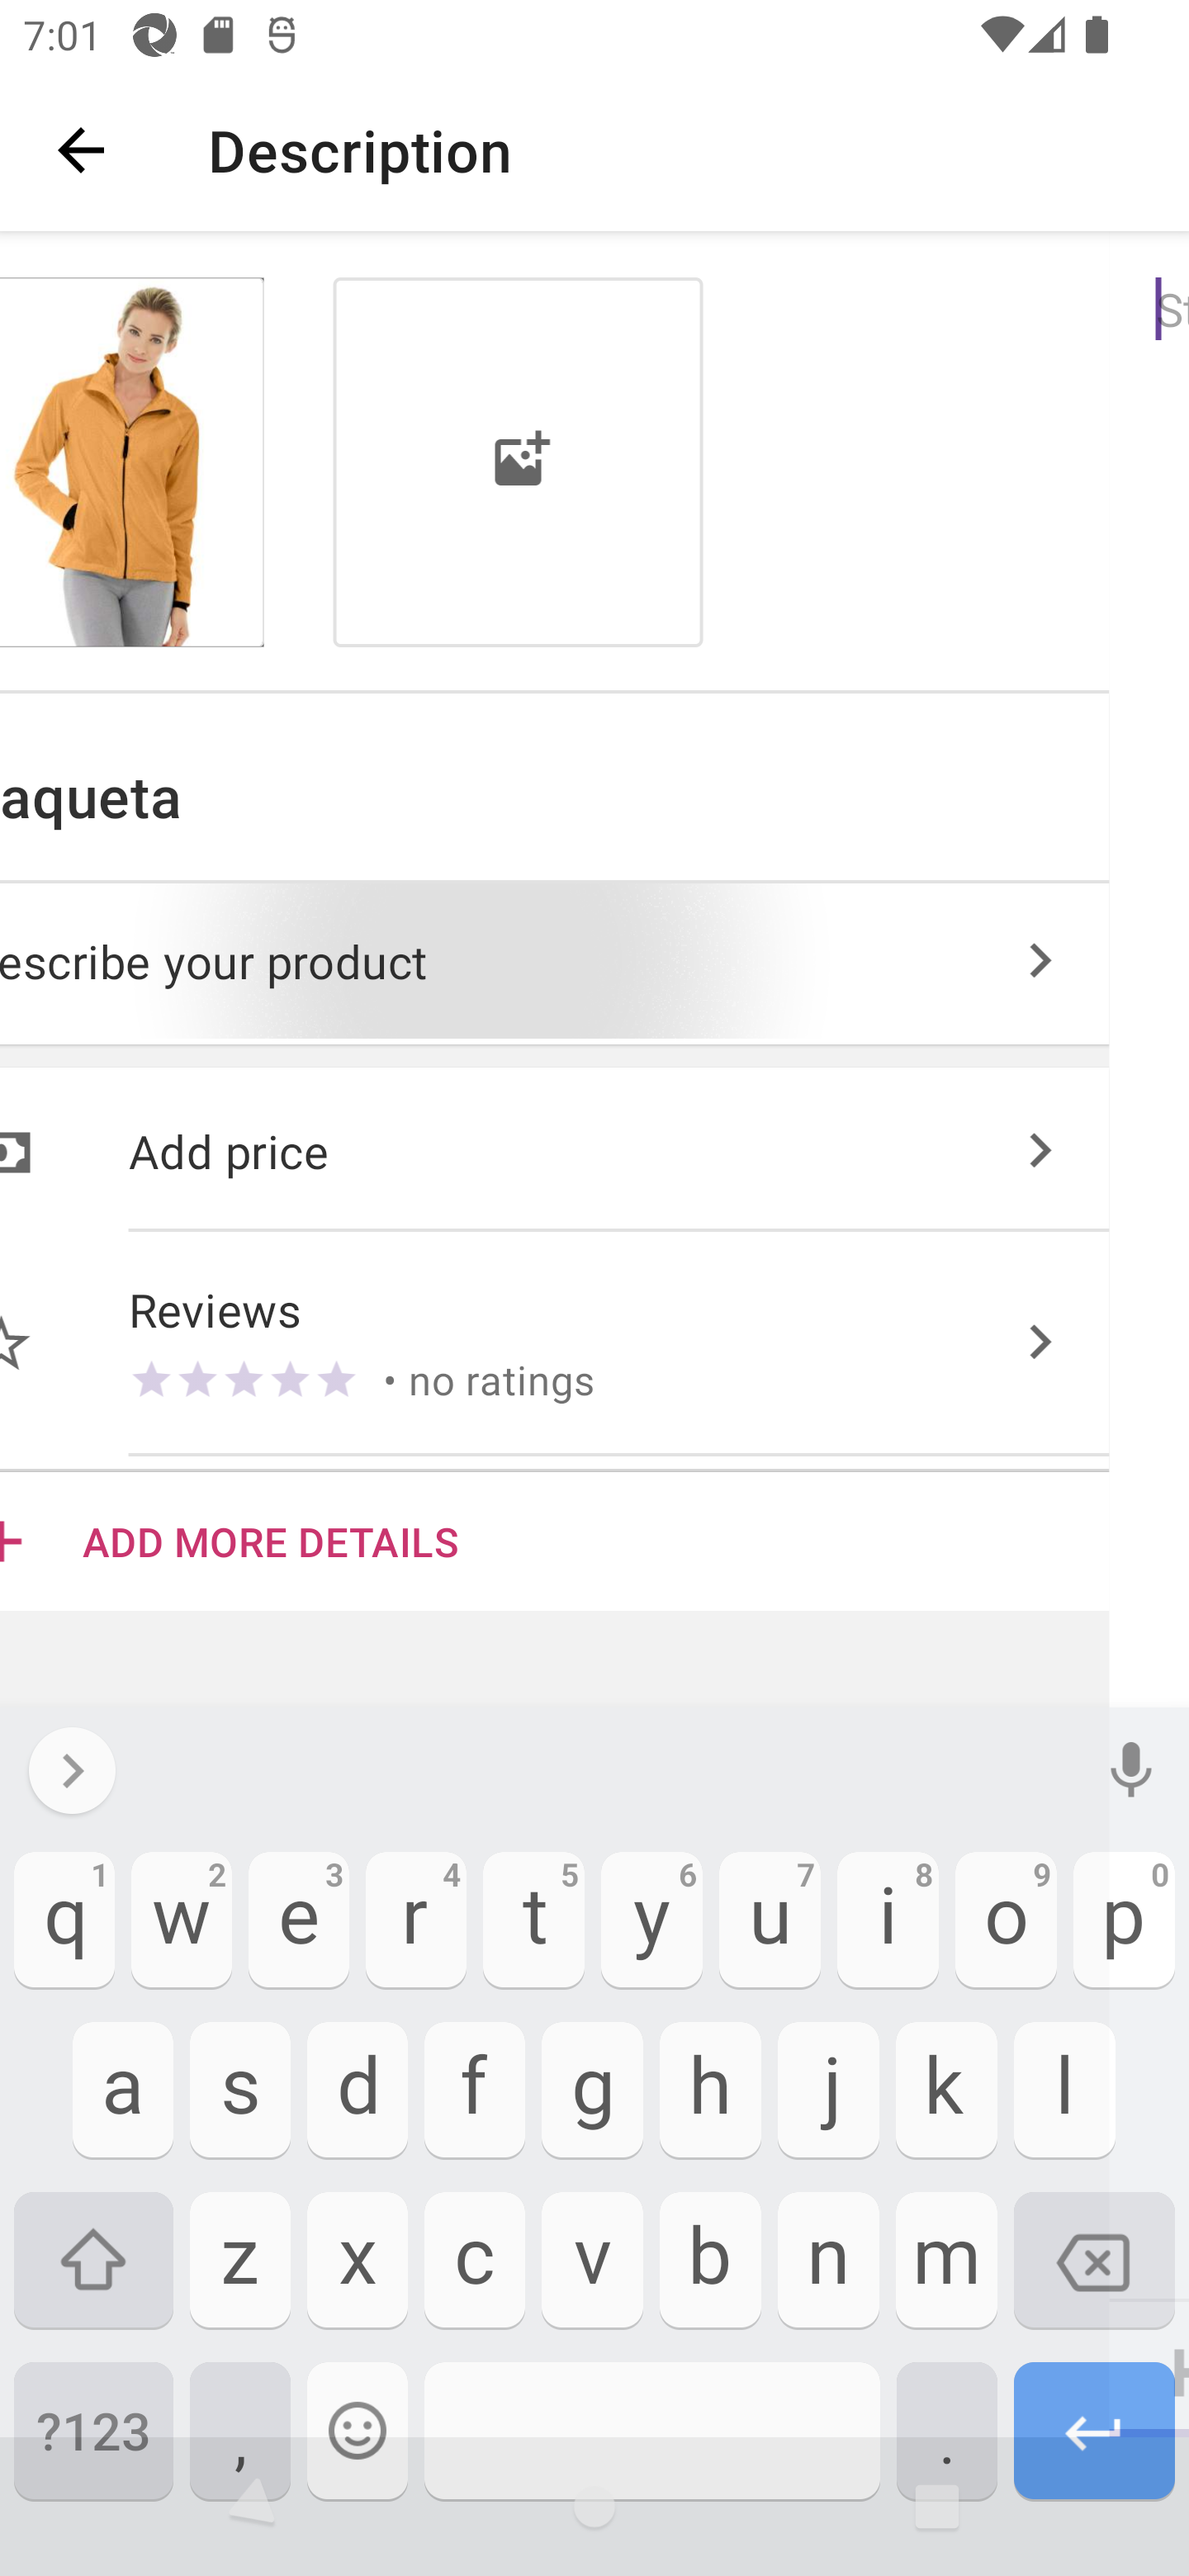 7:01
Description
St
aqueta
escribe your product
Add price
Reviews
• no ratings
ADD MORE DETAILS
1 2 3 4 5 6 7 8 9 0
q w e r t y u i o p
a s d f g h j k l
z x c v b n m
?123 , .